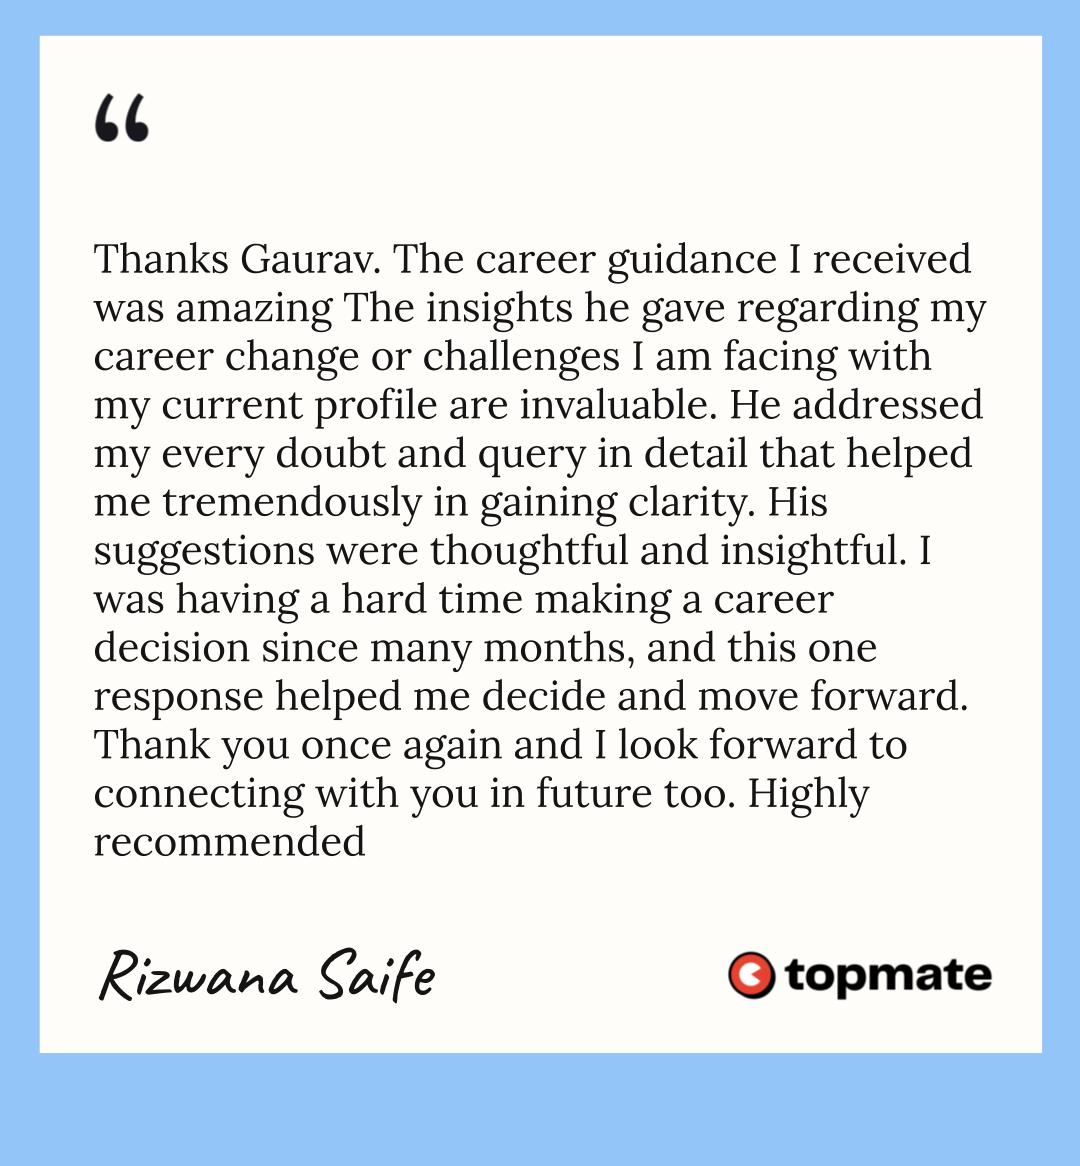 “
Thanks Gaurav. The career guidance I received
was amazing The insights he gave regarding my
career change or challenges I am facing with
my current profile are invaluable. He addressed
my every doubt and query in detail that helped
me tremendously in gaining clarity. His
suggestions were thoughtful and insightful. I
was having a hard time making a career
decision since many months, and this one
response helped me decide and move forward.
Thank you once again and I look forward to
connecting with you in future too. Highly
recommended
Rizwana Saife
topmate